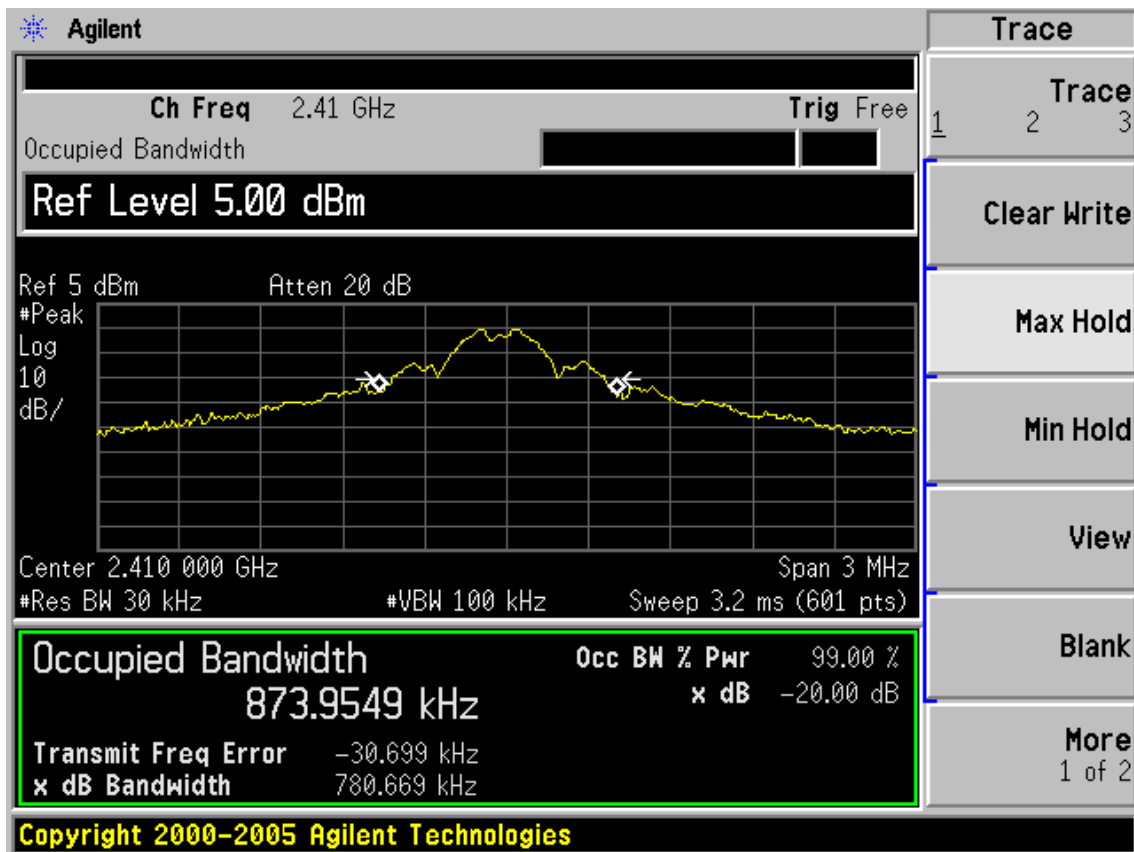 Agilent
Trace
Ch Freq 2.41 GHz Trig Free
Occupied Bandwidth
Ref Level 5.00 dBm
Ref 5 dBm Atten 20 dB
#Peak
Log
10
dB/
Center 2.410 000 GHz Span 3 MHz
#Res BW 30 kHz #VBW 100 kHz Sweep 3.2 ms (601 pts)
Occupied Bandwidth
873.9549 kHz
Occ BW % Pwr 99.00 %
x dB -20.00 dB
Transmit Freq Error -30.699 kHz
x dB Bandwidth 780.669 kHz
Copyright 2000-2005 Agilent Technologies
Trace
1 2 3
Clear Write
Max Hold
Min Hold
View
Blank
More
1 of 2